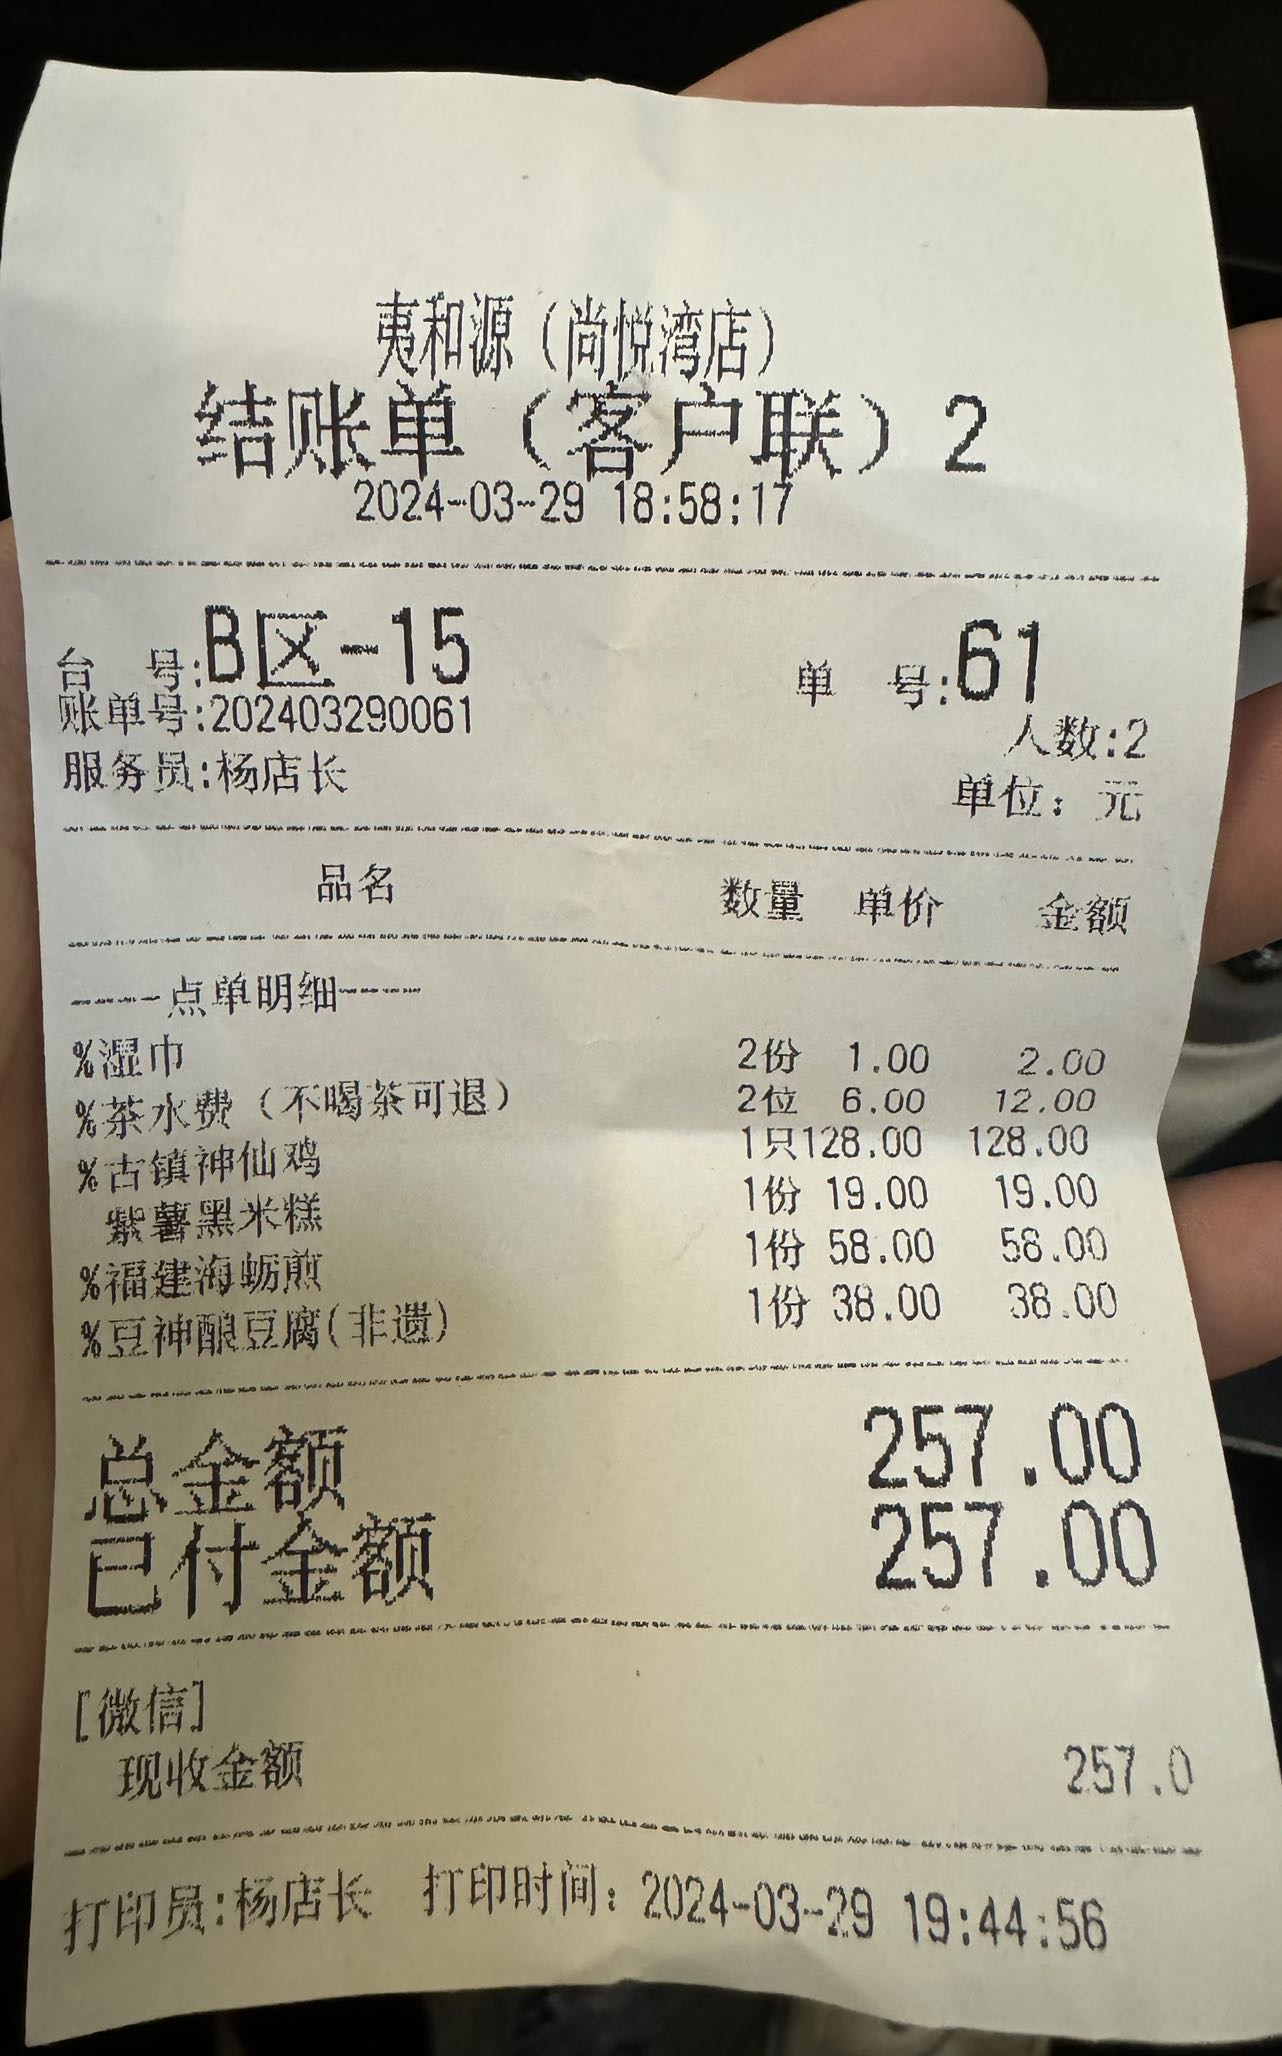 夷和源（尚悦湾店）
结账单（客户联）2
2024-03-29 18:58:17
台 号:B区-15 单 号:61
账单号:202403290061 人数:2
服务员:杨店长 单位：元
品名 数量 单价 金额
----点单明细----
%湿巾 2份 1.00 2.00
%茶水费（不喝茶可退） 2位 6.00 12.00
%古镇神仙鸡 1只128.00 128.00
紫薯黑米糕 1份 19.00 19.00
%福建海蛎煎 1份 58.00 58.00
%豆神酿豆腐(非遗) 1份 38.00 38.00
总金额 257.00
已付金额 257.00
[微信]
现收金额 257.0
打印员:杨店长 打印时间：2024-03-29 19:44:56